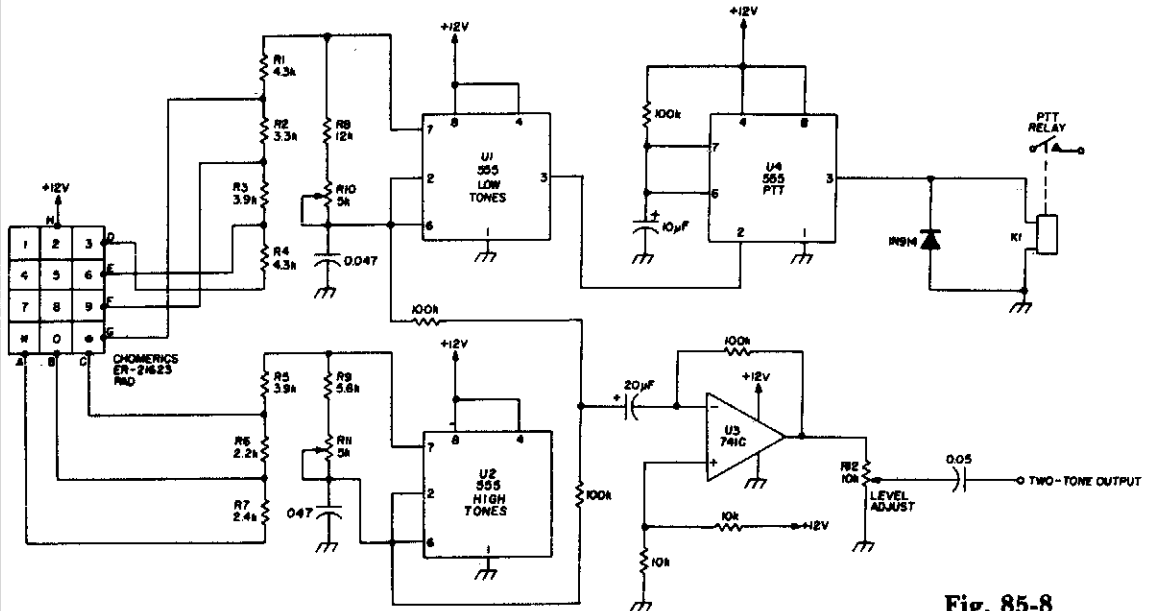 +12V
R1
4.3k
R2
3.3k
R3
3.9k
R4
4.3k
R8
12k
R10
5k
0.047
+12V
8
4
7
2
6
3
1
U1
555
LOW
TONES
+12V
100k
4
8
7
6
3
2
1
U4
555
PTT
10µF
PTT
RELAY
1N914
K1
+12V
H
1 2 3 D
4 5 6 E
7 8 9 F
* 0 G
A B C
CHOMERICS
ER-21623
PAD
100k
R5
3.9k
R6
2.2k
R7
2.4k
R9
5.6k
R11
5k
047
+12V
8
4
7
2
6
1
U2
555
HIGH
TONES
100k
20µF
+
100k
+12V
-
+
U3
741C
10k
+12V
10k
R12
10k
LEVEL
ADJUST
0.05
TWO-TONE OUTPUT
Fig. 85-8